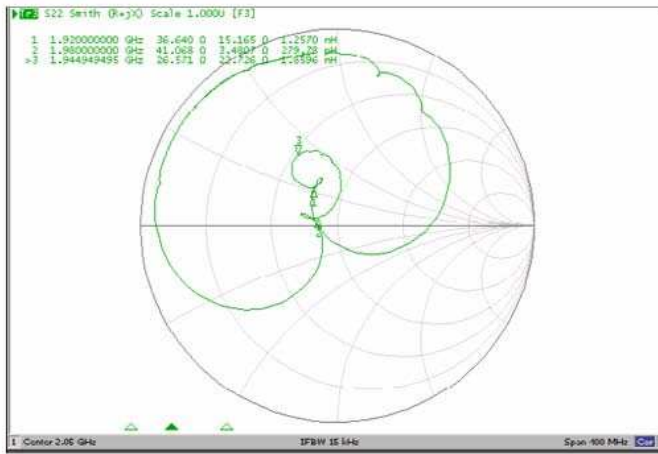 S22 Smith (R+jX) Scale 1.000U [F3]
1 1.920000000 GHz 36.640 Ω 15.165 Ω 1.2570 nH
2 1.980000000 GHz 41.068 Ω 3.4807 Ω 279.78 pH
>3 1.944949495 GHz 26.571 Ω 22.726 Ω 1.8596 nH
3
1 Center 2.05 GHz IFBW 15 kHz Span 400 MHz Cor